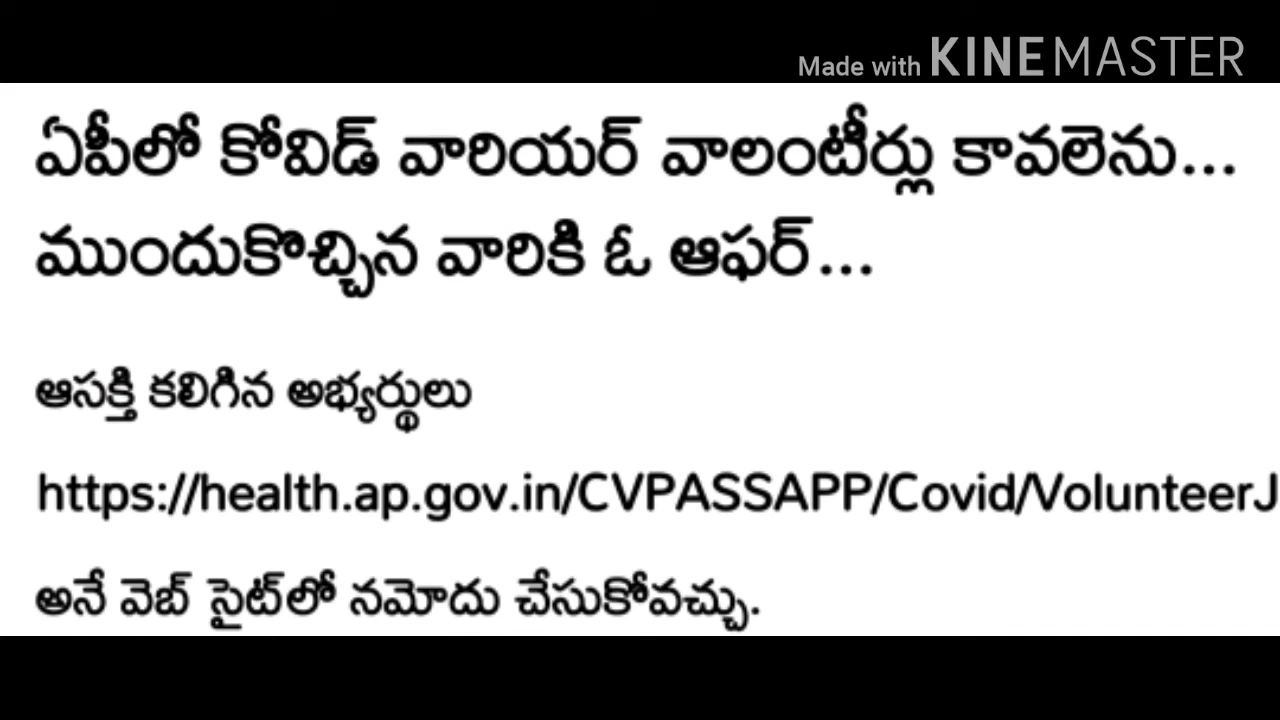 Made with KINEMASTER
ఏపీలో కోవిడ్ వారియర్ వాలంటీర్లు కావలెను...
ముందుకొచ్చిన వారికి ఓ ఆఫర్...
ఆసక్తి కలిగిన అభ్యర్థులు
https://health.ap.gov.in/CVPASSAPP/Covid/VolunteerJ
అనే వెబ్ సైట్‌లో నమోదు చేసుకోవచ్చు.